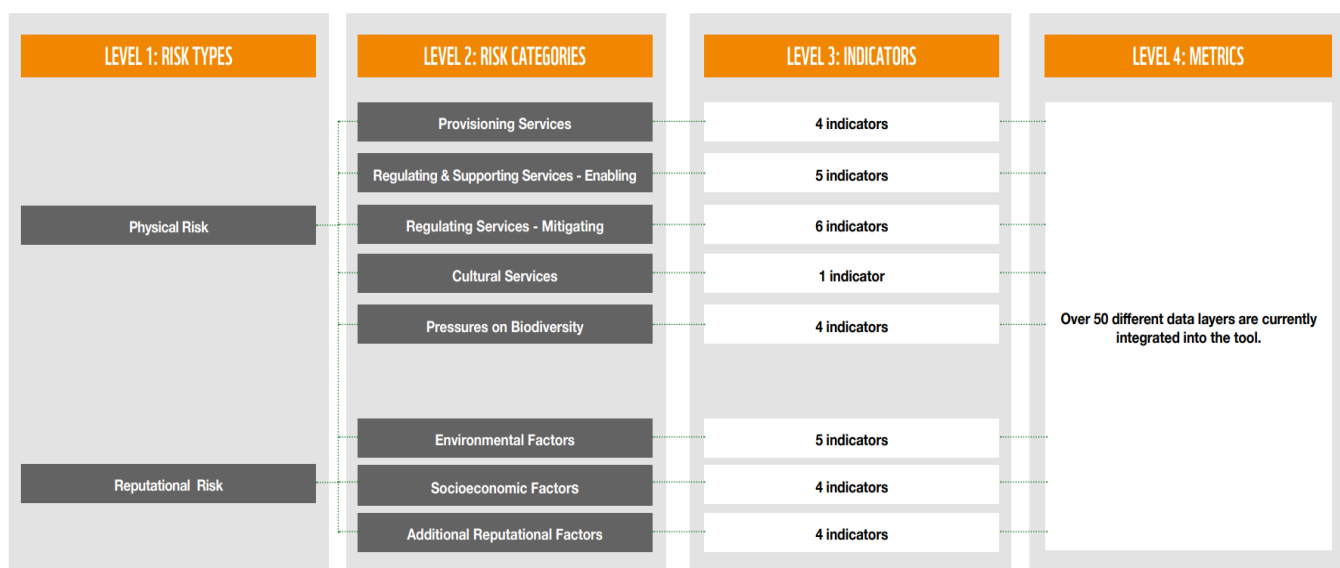 LEVEL 1: RISK TYPES
LEVEL 2: RISK CATEGORIES
LEVEL 3: INDICATORS
LEVEL 4: METRICS
Physical Risk
Provisioning Services
4 indicators
Regulating & Supporting Services - Enabling
5 indicators
Regulating Services - Mitigating
6 indicators
Cultural Services
1 indicator
Pressures on Biodiversity
4 indicators
Reputational Risk
Environmental Factors
5 indicators
Socioeconomic Factors
4 indicators
Additional Reputational Factors
4 indicators
Over 50 different data layers are currently
integrated into the tool.